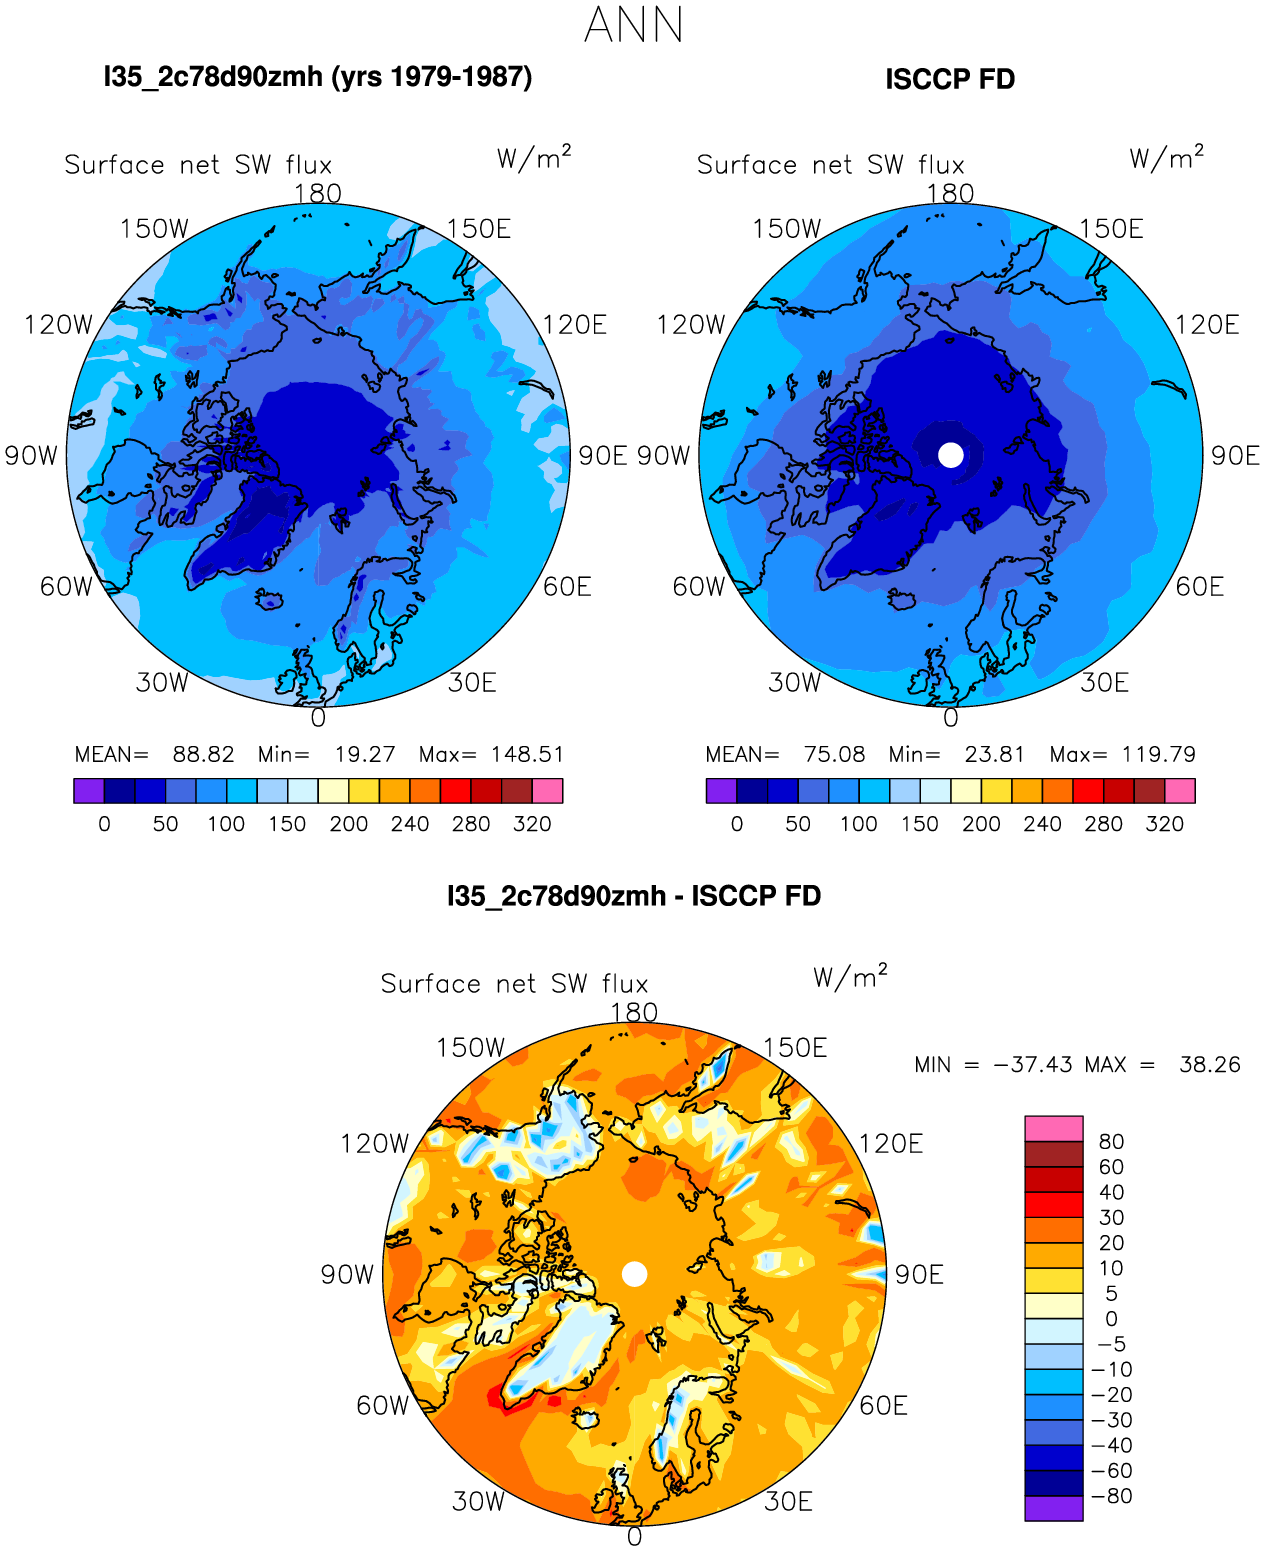 ANN
I35_2c78d90zmh (yrs 1979-1987)
ISCCP FD
Surface net SW flux W/m²
Surface net SW flux W/m²
180
150W 150E
120W 120E
90W 90E
60W 60E
30W 30E
0
180
150W 150E
120W 120E
90W 90E
60W 60E
30W 30E
0
MEAN= 88.82 Min= 19.27 Max= 148.51
0 50 100 150 200 240 280 320
MEAN= 75.08 Min= 23.81 Max= 119.79
0 50 100 150 200 240 280 320
I35_2c78d90zmh - ISCCP FD
Surface net SW flux W/m²
180
150W 150E
120W 120E
90W 90E
60W 60E
30W 30E
0
MIN = −37.43 MAX = 38.26
80
60
40
30
20
10
5
0
−5
−10
−20
−30
−40
−60
−80